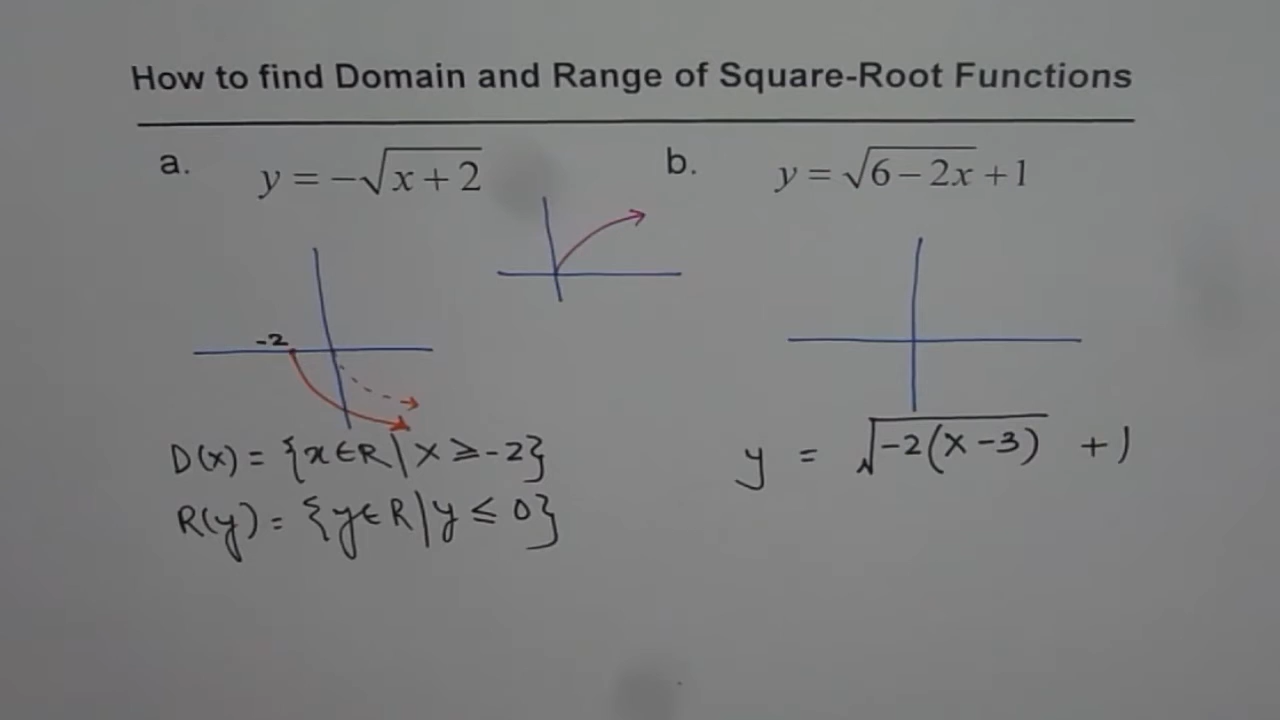 How to find Domain and Range of Square-Root Functions
a. y = −√(x + 2)
b. y = √(6 − 2x) + 1
-2
D(x) = {x ∈ R | x ≥ -2}
R(y) = {y ∈ R | y ≤ 0}
y = √(-2(x - 3)) + 1